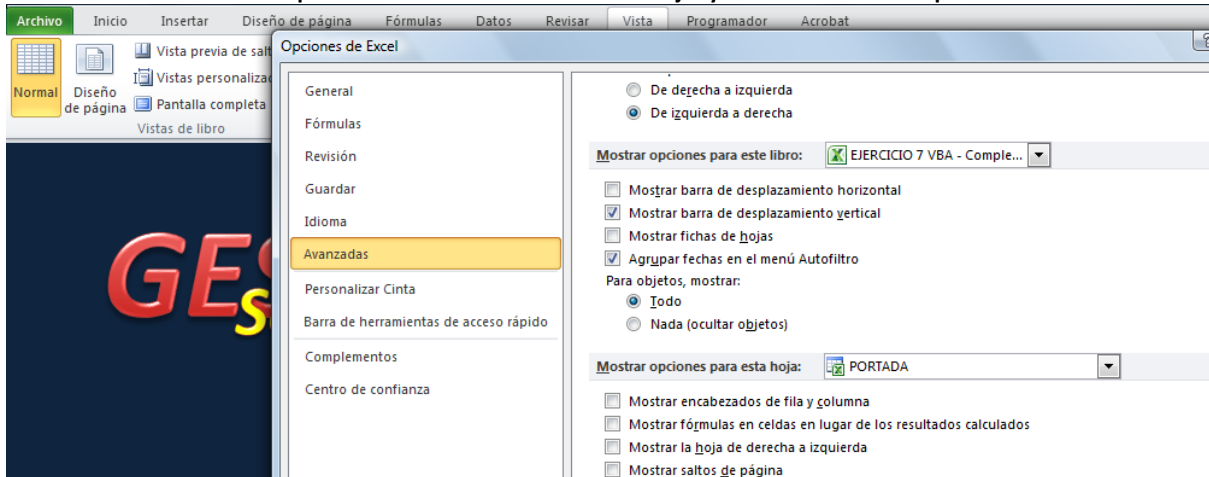 Archivo Inicio Insertar Diseño de página Fórmulas Datos Revisar Vista Programador Acrobat
Vista previa de salt
Vistas personalizad
Pantalla completa
Normal
Diseño
de página
Vistas de libro
GES
S
Opciones de Excel
General
Fórmulas
Revisión
Guardar
Idioma
Avanzadas
Personalizar Cinta
Barra de herramientas de acceso rápido
Complementos
Centro de confianza
De derecha a izquierda
De izquierda a derecha
Mostrar opciones para este libro: EJERCICIO 7 VBA - Comple...
Mostrar barra de desplazamiento horizontal
Mostrar barra de desplazamiento vertical
Mostrar fichas de hojas
Agrupar fechas en el menú Autofiltro
Para objetos, mostrar:
Todo
Nada (ocultar objetos)
Mostrar opciones para esta hoja: PORTADA
Mostrar encabezados de fila y columna
Mostrar fórmulas en celdas en lugar de los resultados calculados
Mostrar la hoja de derecha a izquierda
Mostrar saltos de página